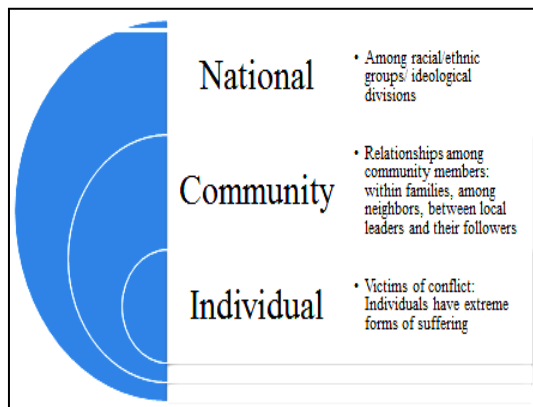 National
• Among racial/ethnic
groups/ ideological
divisions
Community
• Relationships among
community members:
within families, among
neighbors, between local
leaders and their followers
Individual
• Victims of conflict:
Individuals have extreme
forms of suffering